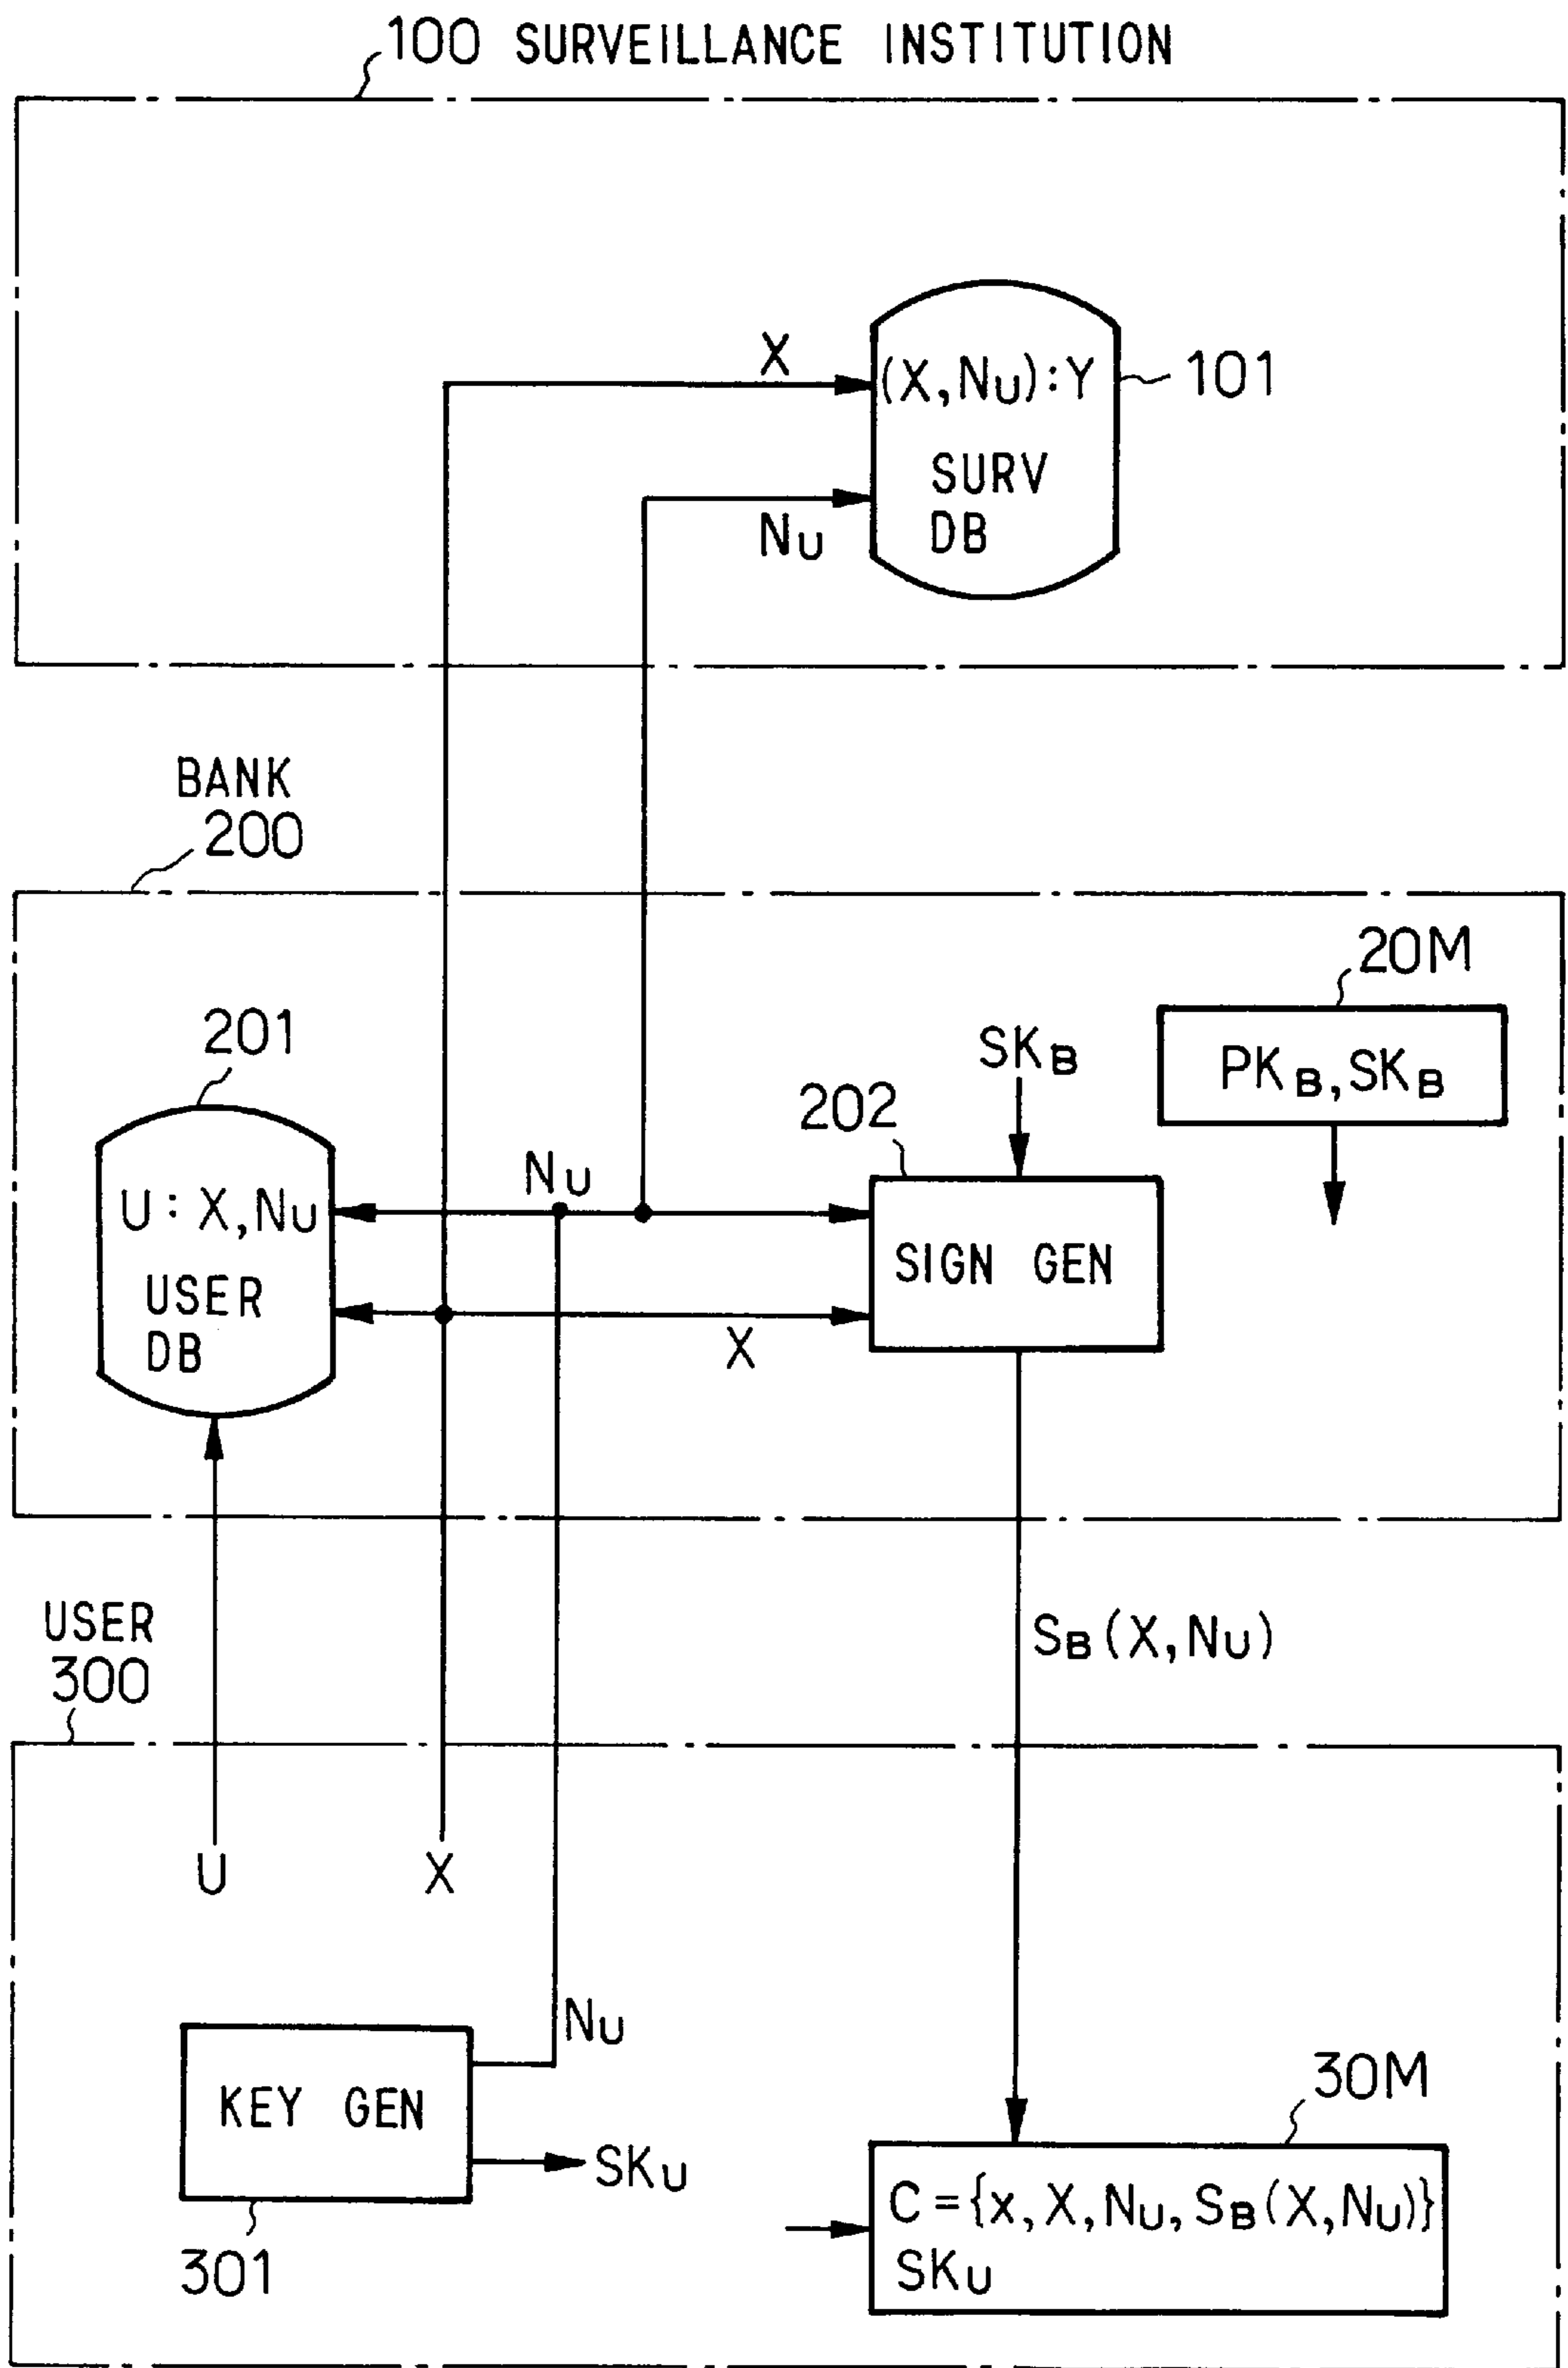 100 SURVEILLANCE INSTITUTION
X
(X,NU):Y
101
SURV
DB
NU
BANK
200
20M
201
SKB
PKB,SKB
202
NU
U: X,NU
SIGN GEN
USER
DB
X
USER
300
SB(X,NU)
U
X
NU
KEY GEN
30M
SKU
C={x,X,NU,SB(X,NU)}
SKU
301